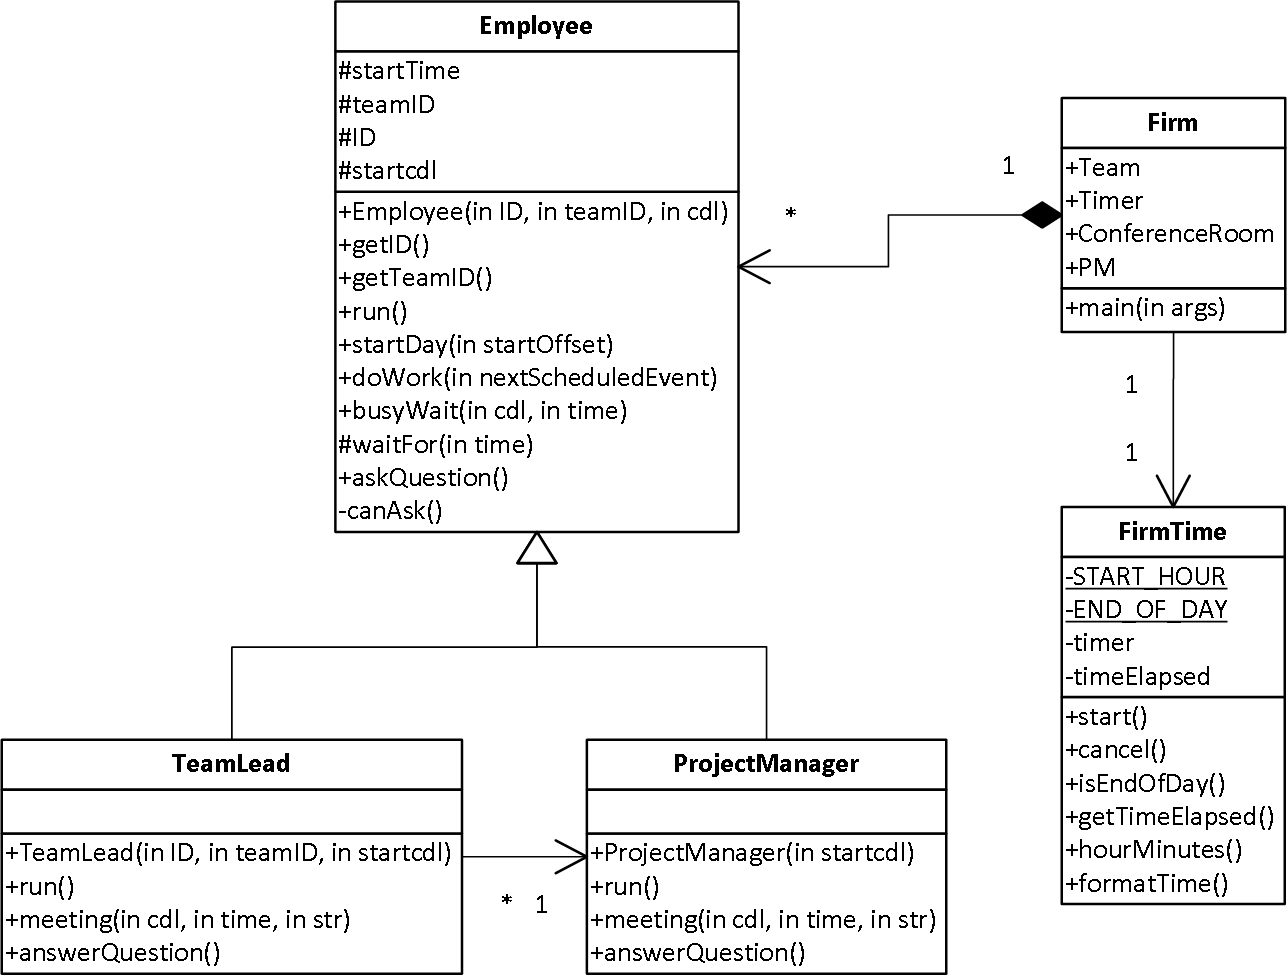 Employee
#startTime
#teamID
#ID
#startcdl
+Employee(in ID, in teamID, in cdl)
+getID()
+getTeamID()
+run()
+startDay(in startOffset)
+doWork(in nextScheduledEvent)
+busyWait(in cdl, in time)
#waitFor(in time)
+askQuestion()
-canAsk()
*
1
Firm
+Team
+Timer
+ConferenceRoom
+PM
+main(in args)
1
1
FirmTime
-START_HOUR
-END_OF_DAY
-timer
-timeElapsed
+start()
+cancel()
+isEndOfDay()
+getTimeElapsed()
+hourMinutes()
+formatTime()
TeamLead
+TeamLead(in ID, in teamID, in startcdl)
+run()
+meeting(in cdl, in time, in str)
+answerQuestion()
* 1
ProjectManager
+ProjectManager(in startcdl)
+run()
+meeting(in cdl, in time, in str)
+answerQuestion()